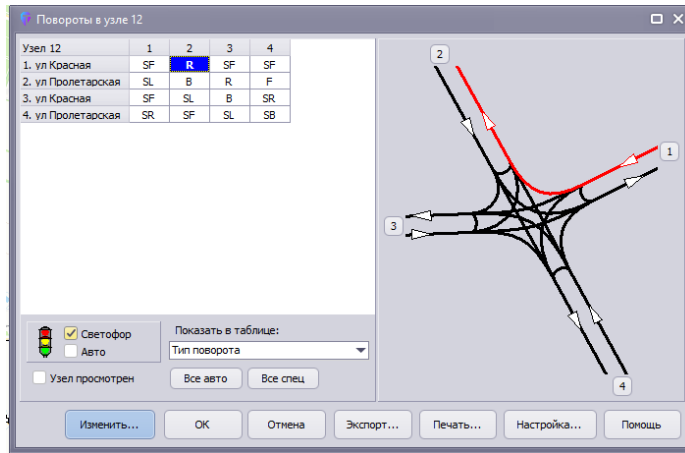 Повороты в узле 12
Узел 12 1 2 3 4
1. ул Красная SF R SF SF
2. ул Пролетарская SL B R F
3. ул Красная SF SL B SR
4. ул Пролетарская SR SF SL SB
2
1
3
4
Светофор
Авто
Показать в таблице:
Тип поворота
Узел просмотрен
Все авто Все спец
Изменить... ОК Отмена Экспорт... Печать... Настройка... Помощь